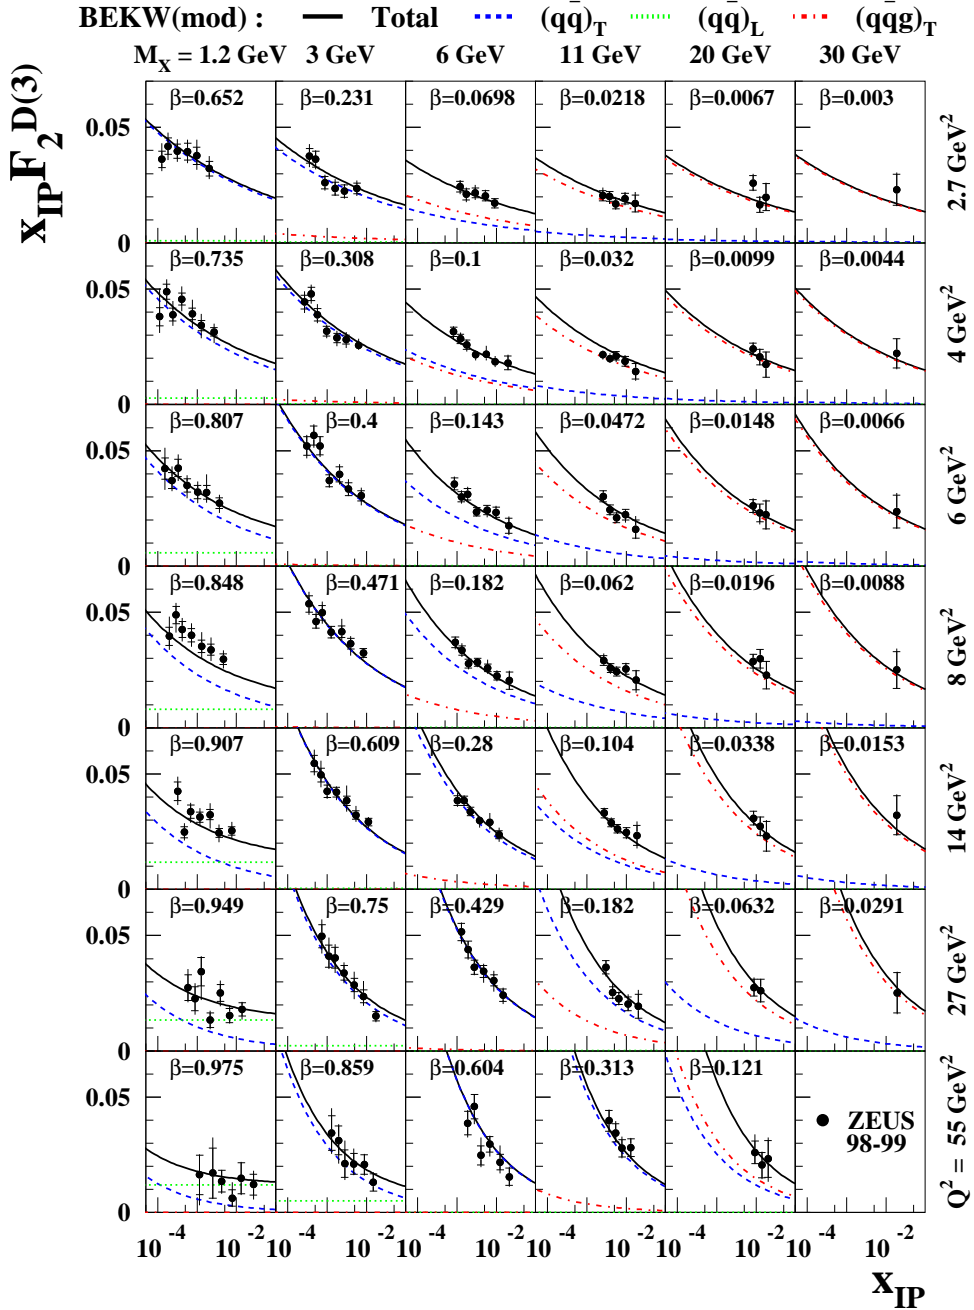 BEKW(mod) : Total (qq̄)T (qq̄)L (qq̄g)T
MX = 1.2 GeV 3 GeV 6 GeV 11 GeV 20 GeV 30 GeV
xIPF2D(3)
β=0.652 β=0.231 β=0.0698 β=0.0218 β=0.0067 β=0.003
0.05
0
2.7 GeV2
β=0.735 β=0.308 β=0.1 β=0.032 β=0.0099 β=0.0044
0.05
0
4 GeV2
β=0.807 β=0.4 β=0.143 β=0.0472 β=0.0148 β=0.0066
0.05
0
6 GeV2
β=0.848 β=0.471 β=0.182 β=0.062 β=0.0196 β=0.0088
0.05
0
8 GeV2
β=0.907 β=0.609 β=0.28 β=0.104 β=0.0338 β=0.0153
0.05
0
14 GeV2
β=0.949 β=0.75 β=0.429 β=0.182 β=0.0632 β=0.0291
0.05
0
27 GeV2
β=0.975 β=0.859 β=0.604 β=0.313 β=0.121
0.05
0
ZEUS
98-99
Q2 = 55 GeV2
10-4 10-2 10-4 10-2 10-4 10-2 10-4 10-2 10-4 10-2 10-4 10-2
xIP